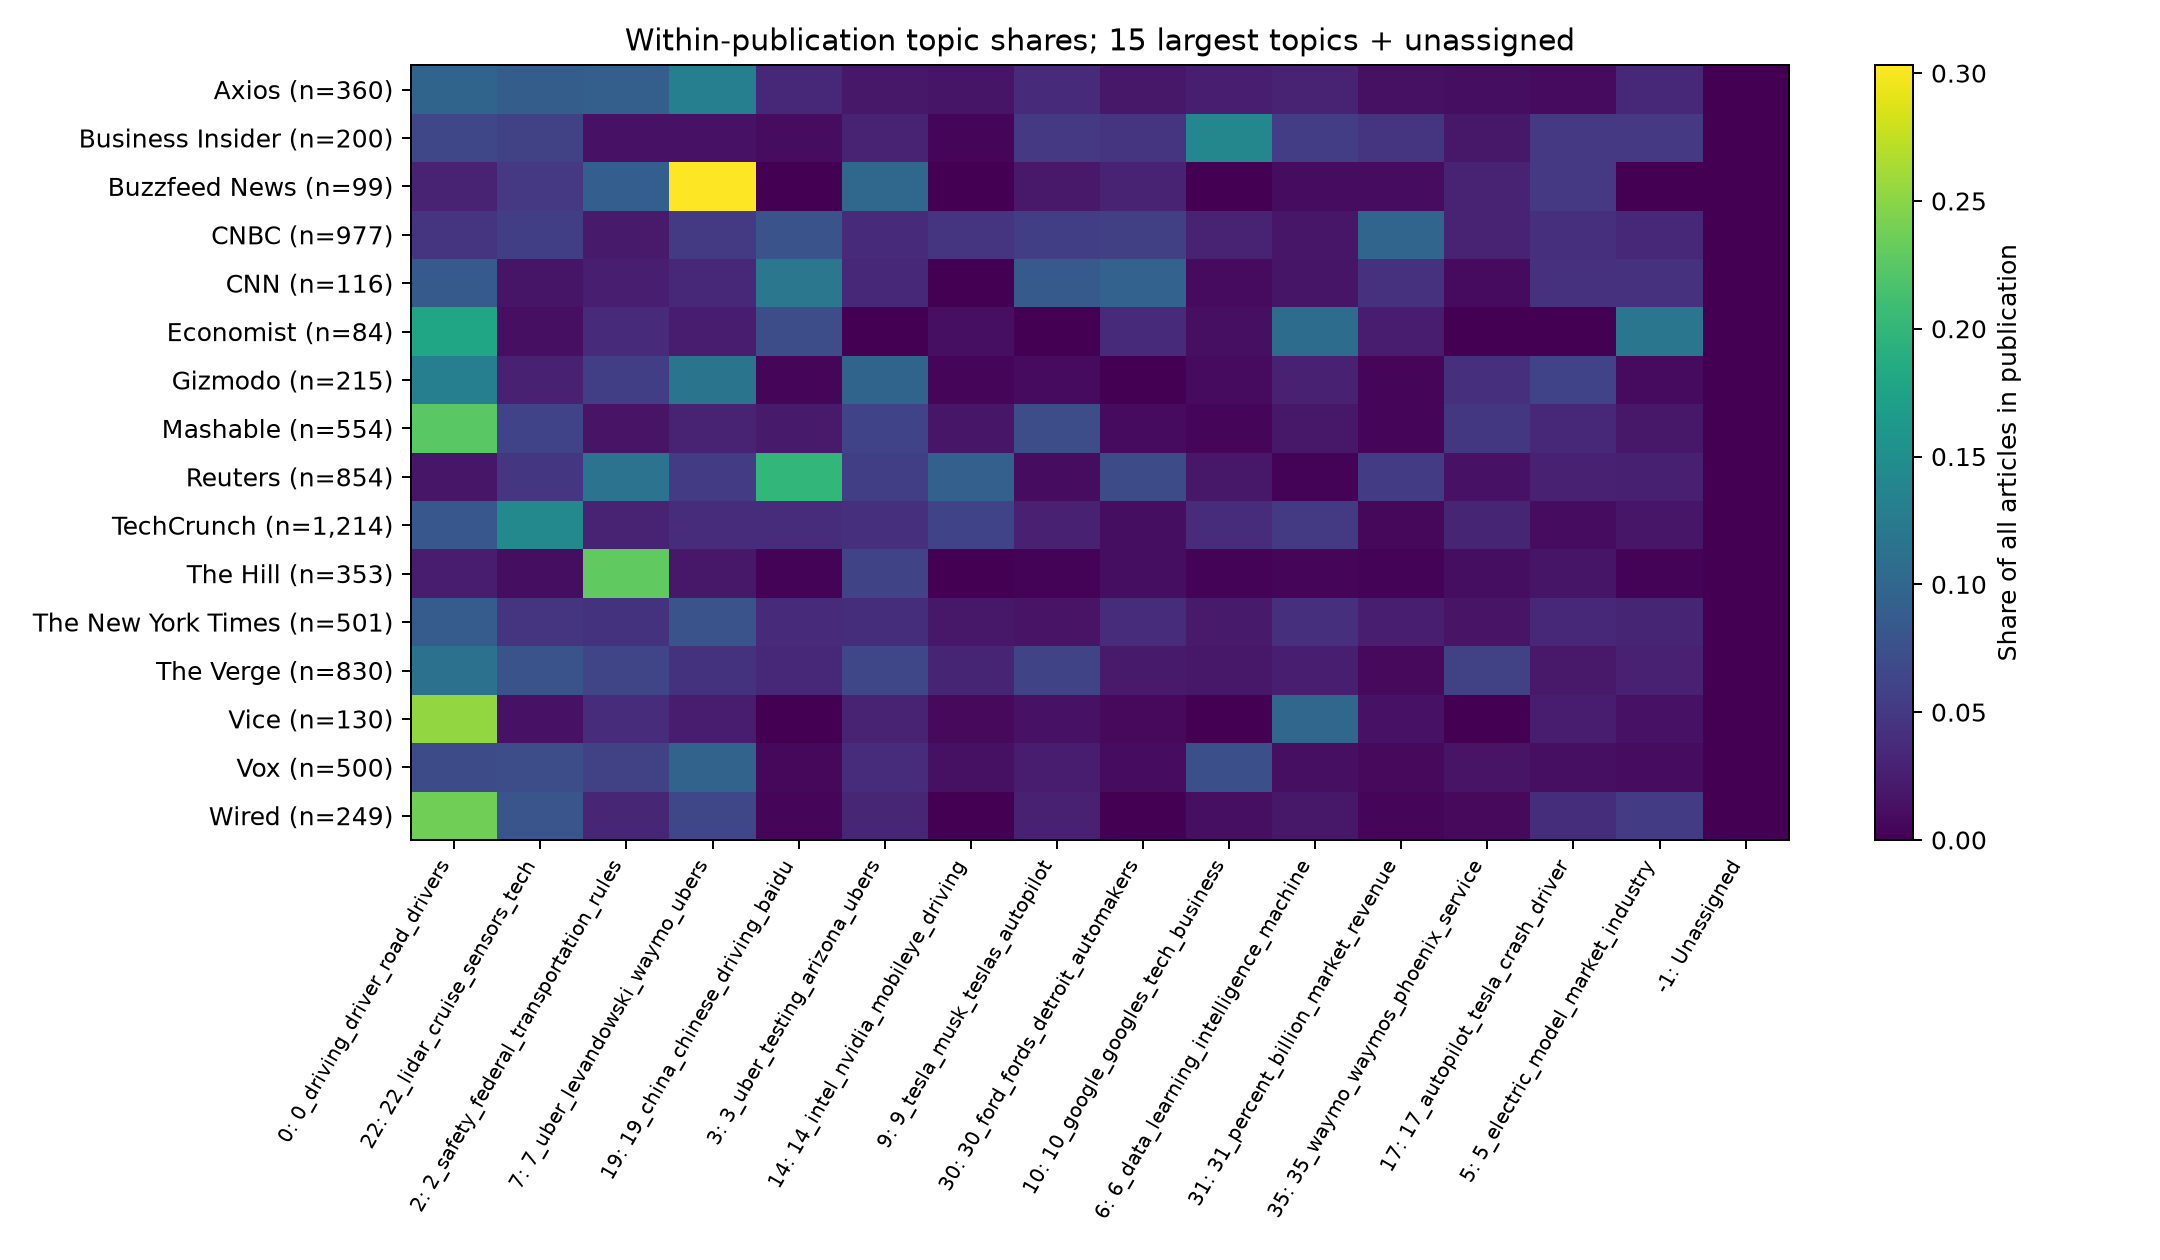 Within-publication topic shares; 15 largest topics + unassigned
Axios (n=360)
Business Insider (n=200)
Buzzfeed News (n=99)
CNBC (n=977)
CNN (n=116)
Economist (n=84)
Gizmodo (n=215)
Mashable (n=554)
Reuters (n=854)
TechCrunch (n=1,214)
The Hill (n=353)
The New York Times (n=501)
The Verge (n=830)
Vice (n=130)
Vox (n=500)
Wired (n=249)
0: 0_driving_driver_road_drivers
22: 22_lidar_cruise_sensors_tech
2: 2_safety_federal_transportation_rules
7: 7_uber_levandowski_waymo_ubers
19: 19_china_chinese_driving_baidu
3: 3_uber_testing_arizona_ubers
14: 14_intel_nvidia_mobileye_driving
9: 9_tesla_musk_teslas_autopilot
30: 30_ford_fords_detroit_automakers
10: 10_google_googles_tech_business
6: 6_data_learning_intelligence_machine
31: 31_percent_billion_market_revenue
35: 35_waymo_waymos_phoenix_service
17: 17_autopilot_tesla_crash_driver
5: 5_electric_model_market_industry
-1: Unassigned
0.30
0.25
0.20
0.15
0.10
0.05
0.00
Share of all articles in publication